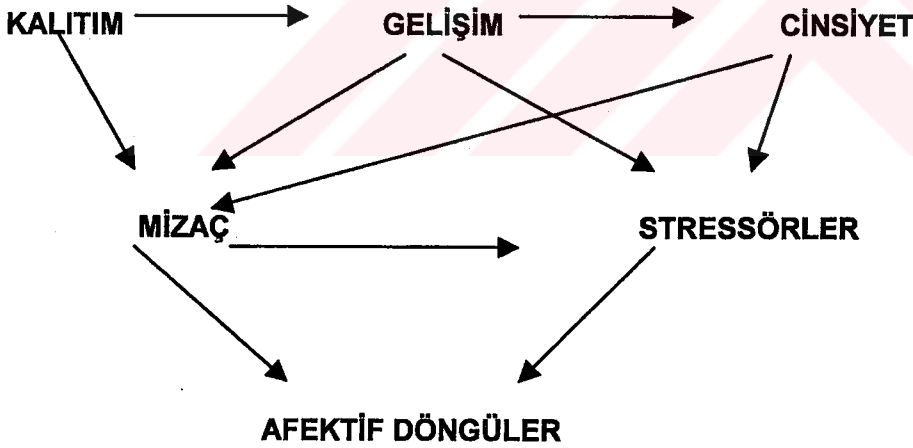 KALITIM GELİŞİM CİNSİYET
MİZAÇ STRESSÖRLER
AFEKTİF DÖNGÜLER